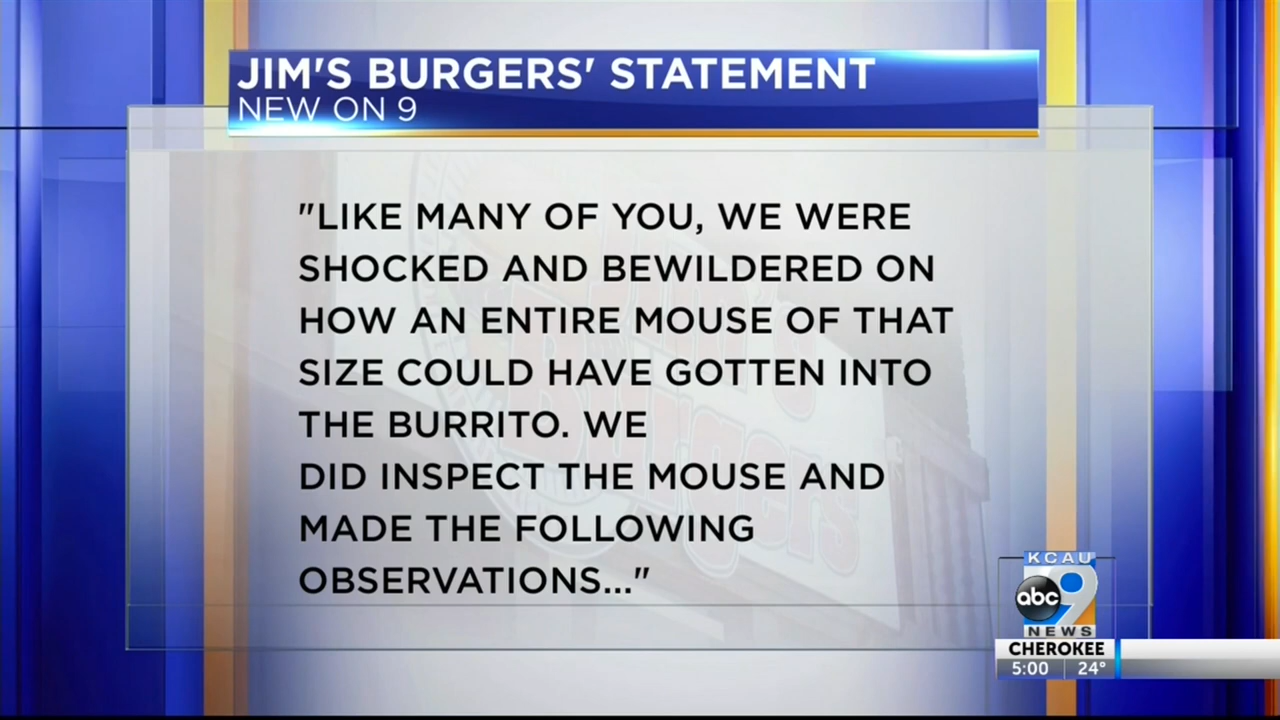 JIM'S BURGERS' STATEMENT
NEW ON 9
"LIKE MANY OF YOU, WE WERE
SHOCKED AND BEWILDERED ON
HOW AN ENTIRE MOUSE OF THAT
SIZE COULD HAVE GOTTEN INTO
THE BURRITO. WE
DID INSPECT THE MOUSE AND
MADE THE FOLLOWING
OBSERVATIONS..."
Jim's
Burgers
KCAU
abc 9
NEWS
CHEROKEE
5:00 24°